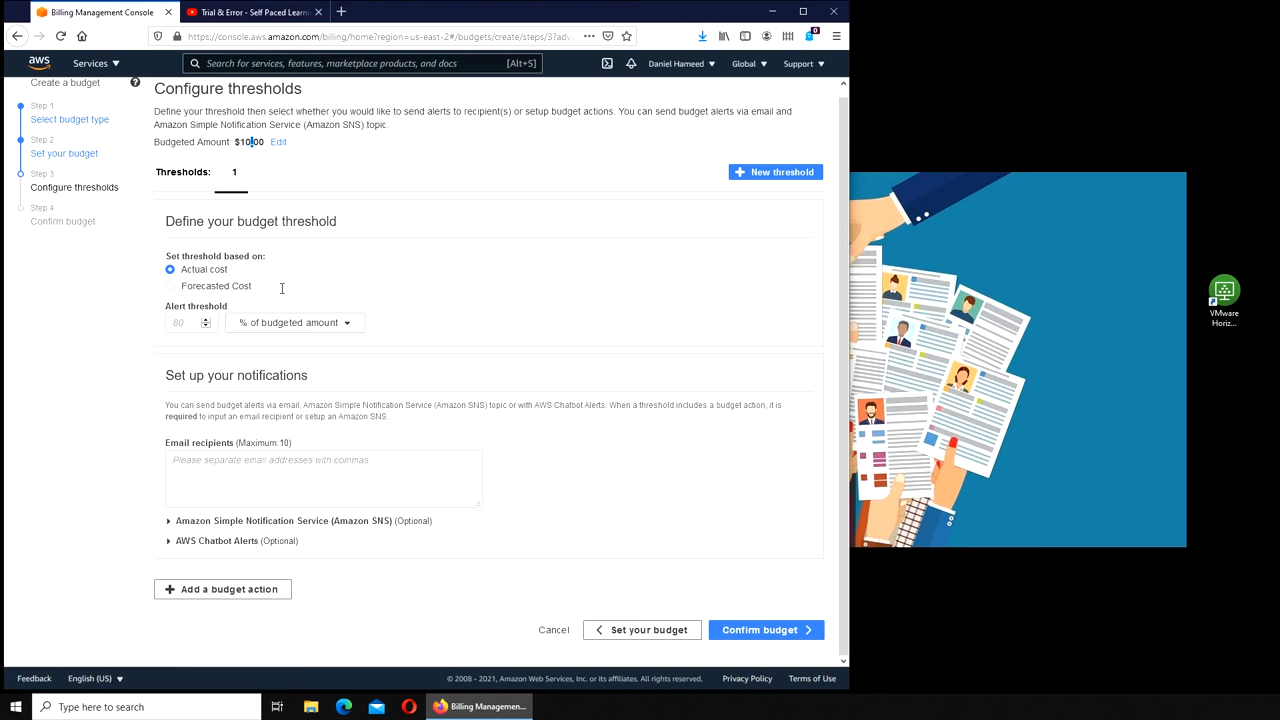 Billing Management Console
Trial & Error - Self Paced Learni
https://console.aws.amazon.com/billing/home?region=us-east-2#/budgets/create/steps/3?adv
0
aws
Services
Search for services, features, marketplace products, and docs
[Alt+S]
Daniel Hameed
Global
Support
Create a budget
Step 1
Select budget type
Step 2
Set your budget
Step 3
Configure thresholds
Step 4
Confirm budget
Configure thresholds
Define your threshold then select whether you would like to send alerts to recipient(s) or setup budget actions. You can send budget alerts via email and
Amazon Simple Notification Service (Amazon SNS) topic.
Budgeted Amount $10.00 Edit
Thresholds: 1
New threshold
Define your budget threshold
Set threshold based on:
Actual cost
Forecasted Cost
Alert threshold
% of budgeted amount
Set up your notifications
You can send budget alerts via email, Amazon Simple Notification Service (Amazon SNS) topic or with AWS Chatbot Alerts. When a threshold includes a budget action, it is
required to input an email recipient or setup an Amazon SNS.
Email recipients (Maximum:10)
Please separate email addresses with commas
Amazon Simple Notification Service (Amazon SNS) (Optional)
AWS Chatbot Alerts (Optional)
Add a budget action
Cancel
Set your budget
Confirm budget
Feedback
English (US)
© 2008 - 2021, Amazon Web Services, Inc. or its affiliates. All rights reserved.
Privacy Policy
Terms of Use
VMware
Horiz...
Type here to search
Billing Managemen...